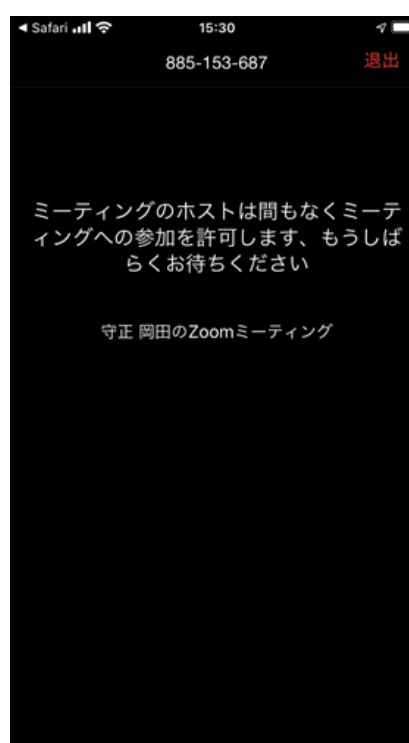 ◀ Safari 15:30
885-153-687 退出
ミーティングのホストは間もなくミーテ
ィングへの参加を許可します、もうしば
らくお待ちください
守正 岡田のZoomミーティング